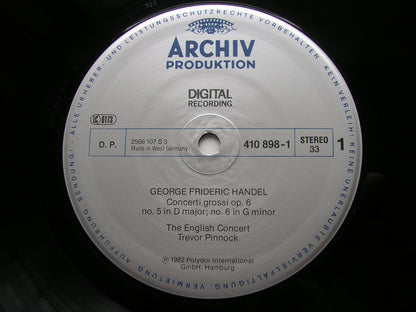 ALLE URHEBER- UND LEISTUNGSSCHUTZRECHTE VORBEHALTEN · KEIN VERLEIH! KEINE UNERLAUBTE VERVIELFÄLTIGUNG, VERMIETUNG, AUFFÜHRUNG, SENDUNG! ·
ARCHIV
PRODUKTION
DIGITAL
RECORDING
LC 0113
D. P.
2566 107 S 3
Made in West Germany
410 898-1
STEREO
33
1
GEORGE FRIDERIC HANDEL
Concerti grossi op. 6
no. 5 in D major; no. 6 in G minor
The English Concert
Trevor Pinnock
℗ 1982 Polydor International
GmbH, Hamburg